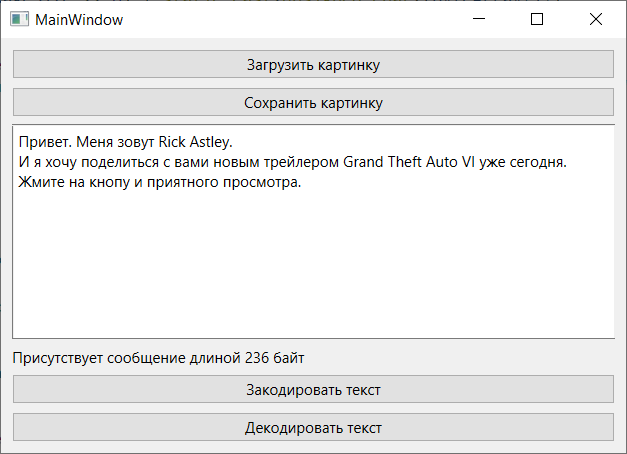 MainWindow
Загрузить картинку
Сохранить картинку
Привет. Меня зовут Rick Astley.
И я хочу поделиться с вами новым трейлером Grand Theft Auto VI уже сегодня.
Жмите на кнопу и приятного просмотра.
Присутствует сообщение длиной 236 байт
Закодировать текст
Декодировать текст